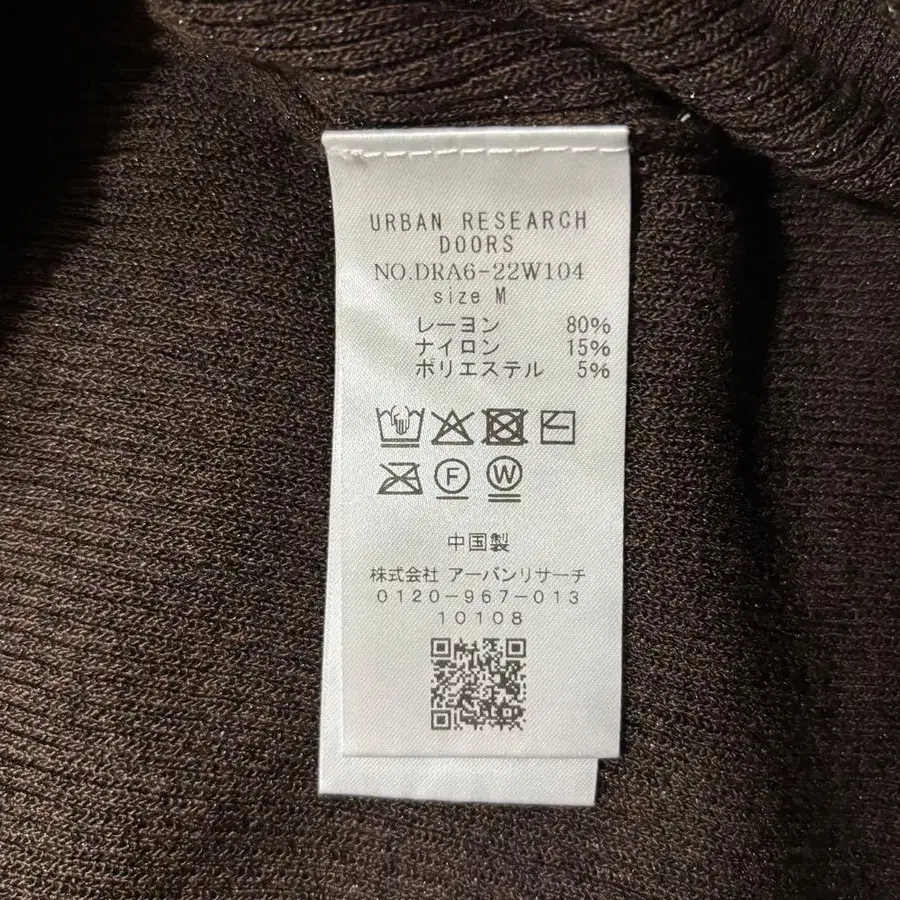 URBAN RESEARCH
DOORS
NO.DRA6-22W104
size M
レーヨン 80%
ナイロン 15%
ポリエステル 5%
F W
中国製
株式会社 アーバンリサーチ
0120-967-013
10108